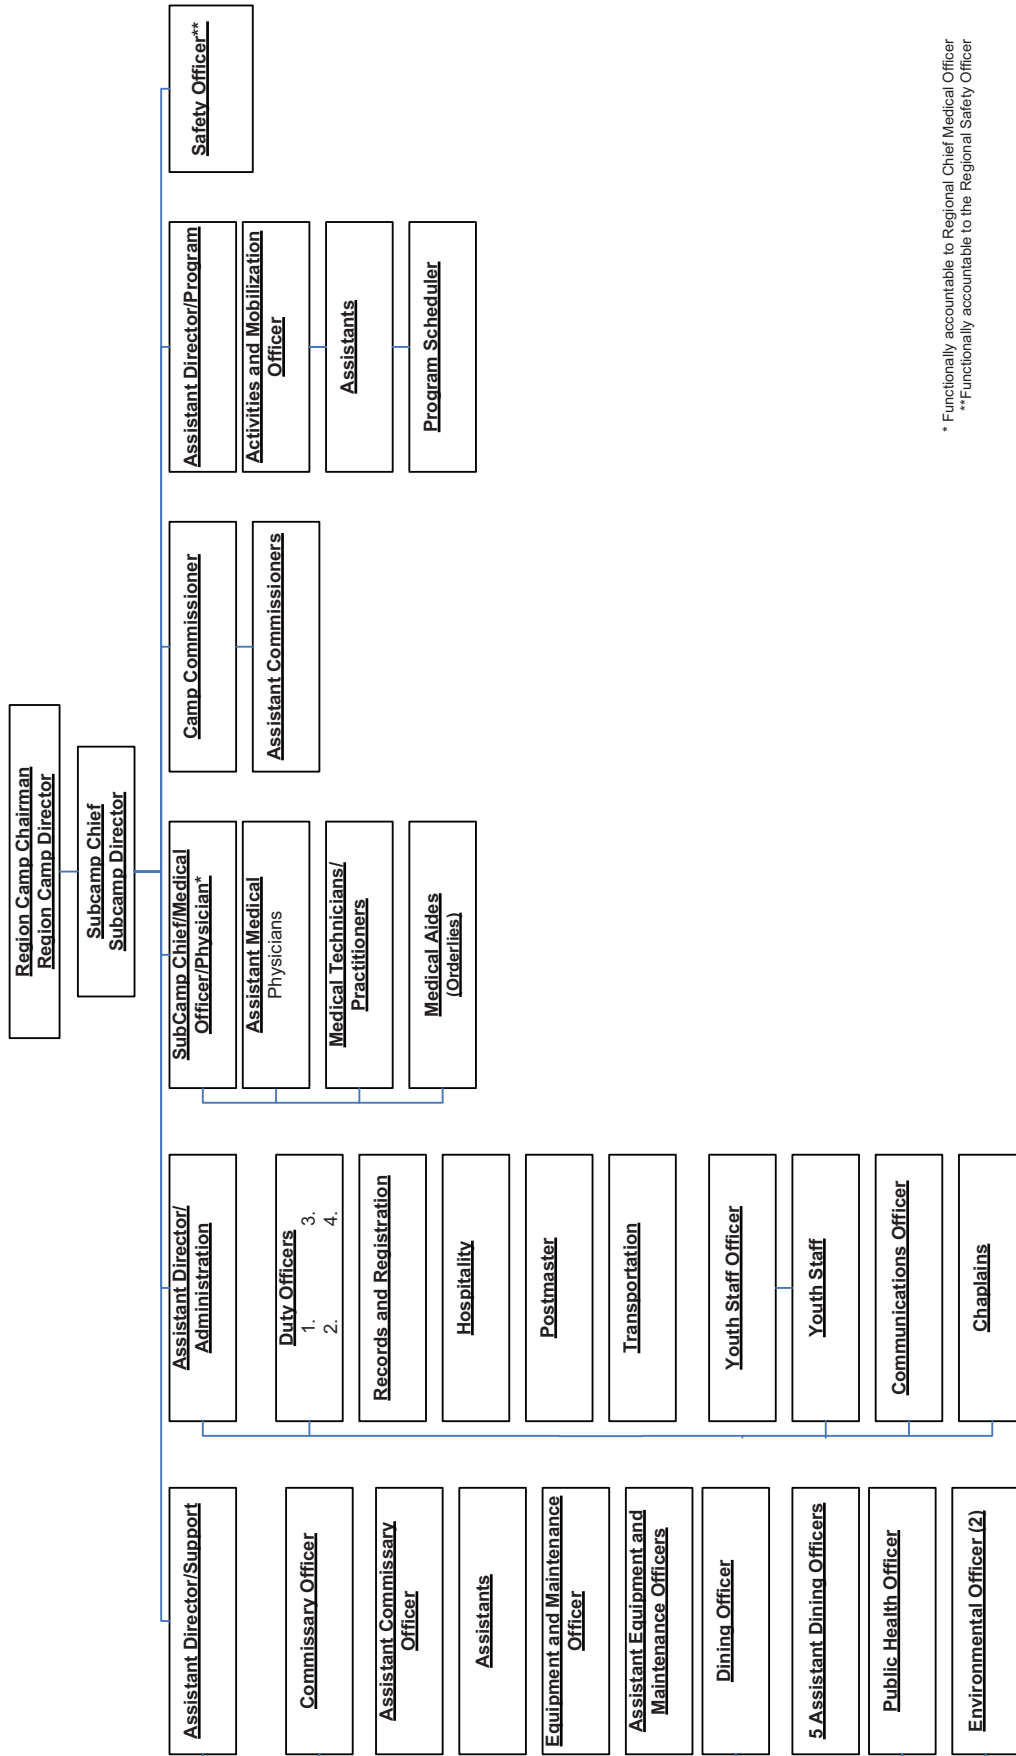 Region Camp Chairman
Region Camp Director
Subcamp Chief
Subcamp Director
Assistant Director/Support
Commissary Officer
Assistant Commissary
Officer
Assistants
Equipment and Maintenance
Officer
Assistant Equipment and
Maintenance Officers
Dining Officer
5 Assistant Dining Officers
Public Health Officer
Environmental Officer (2)
Assistant Director/
Administration
Duty Officers
1. 3.
2. 4.
Records and Registration
Hospitality
Postmaster
Transportation
Youth Staff Officer
Youth Staff
Communications Officer
Chaplains
SubCamp Chief/Medical
Officer/Physician*
Assistant Medical
Physicians
Medical Technicians/
Practitioners
Medical Aides
(Orderlies)
Camp Commissioner
Assistant Commissioners
Assistant Director/Program
Activities and Mobilization
Officer
Assistants
Program Scheduler
Safety Officer**
* Functionally accountable to Regional Chief Medical Officer
**Functionally accountable to the Regional Safety Officer